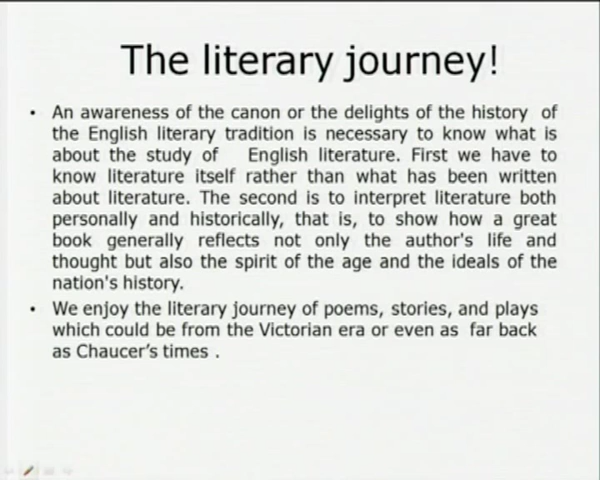 The literary journey!
• An awareness of the canon or the delights of the history of
the English literary tradition is necessary to know what is
about the study of English literature. First we have to
know literature itself rather than what has been written
about literature. The second is to interpret literature both
personally and historically, that is, to show how a great
book generally reflects not only the author's life and
thought but also the spirit of the age and the ideals of the
nation's history.
• We enjoy the literary journey of poems, stories, and plays
which could be from the Victorian era or even as far back
as Chaucer's times .